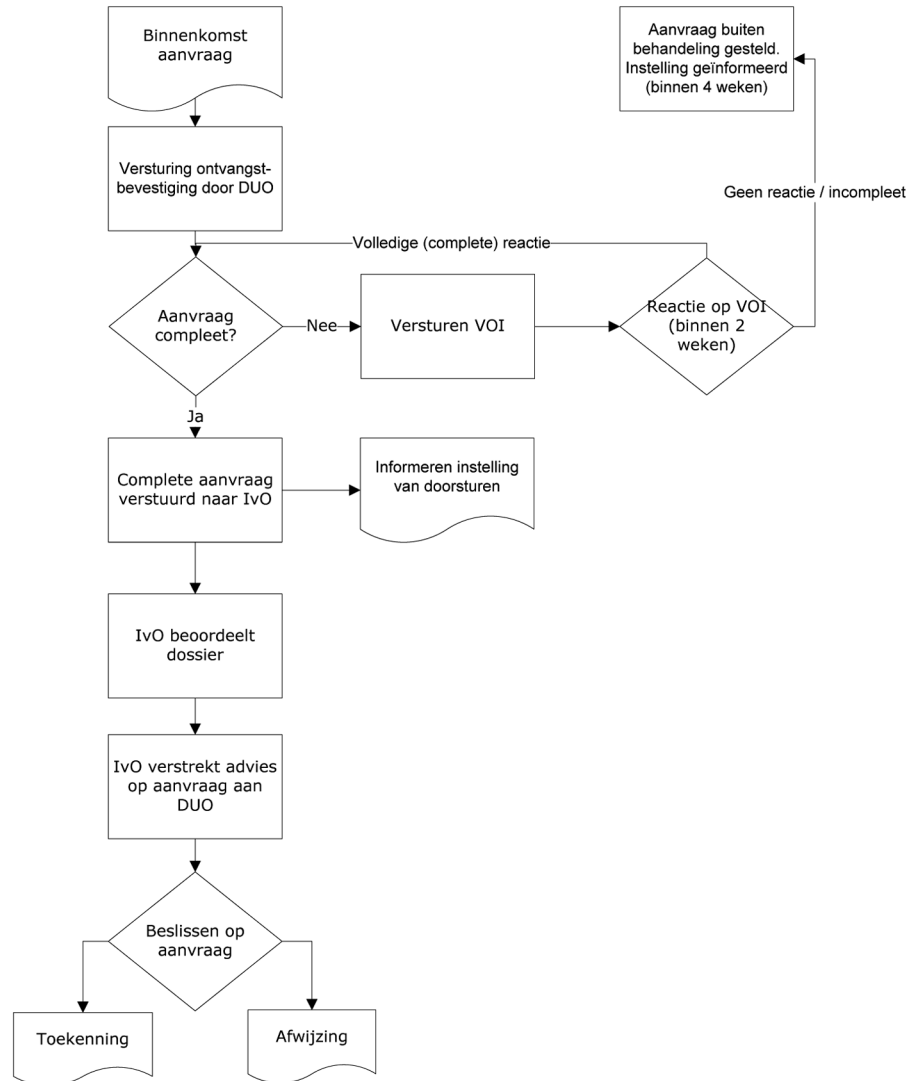 Binnenkomst
aanvraag
Aanvraag buiten
behandeling gesteld.
Instelling geïnformeerd
(binnen 4 weken)
Versturing ontvangst-
bevestiging door DUO
Geen reactie / incompleet
Volledige (complete) reactie
Aanvraag
compleet?
Nee
Versturen VOI
Reactie op VOI
(binnen 2
weken)
Ja
Complete aanvraag
verstuurd naar IvO
Informeren instelling
van doorsturen
IvO beoordeelt
dossier
IvO verstrekt advies
op aanvraag aan
DUO
Beslissen op
aanvraag
Toekenning
Afwijzing